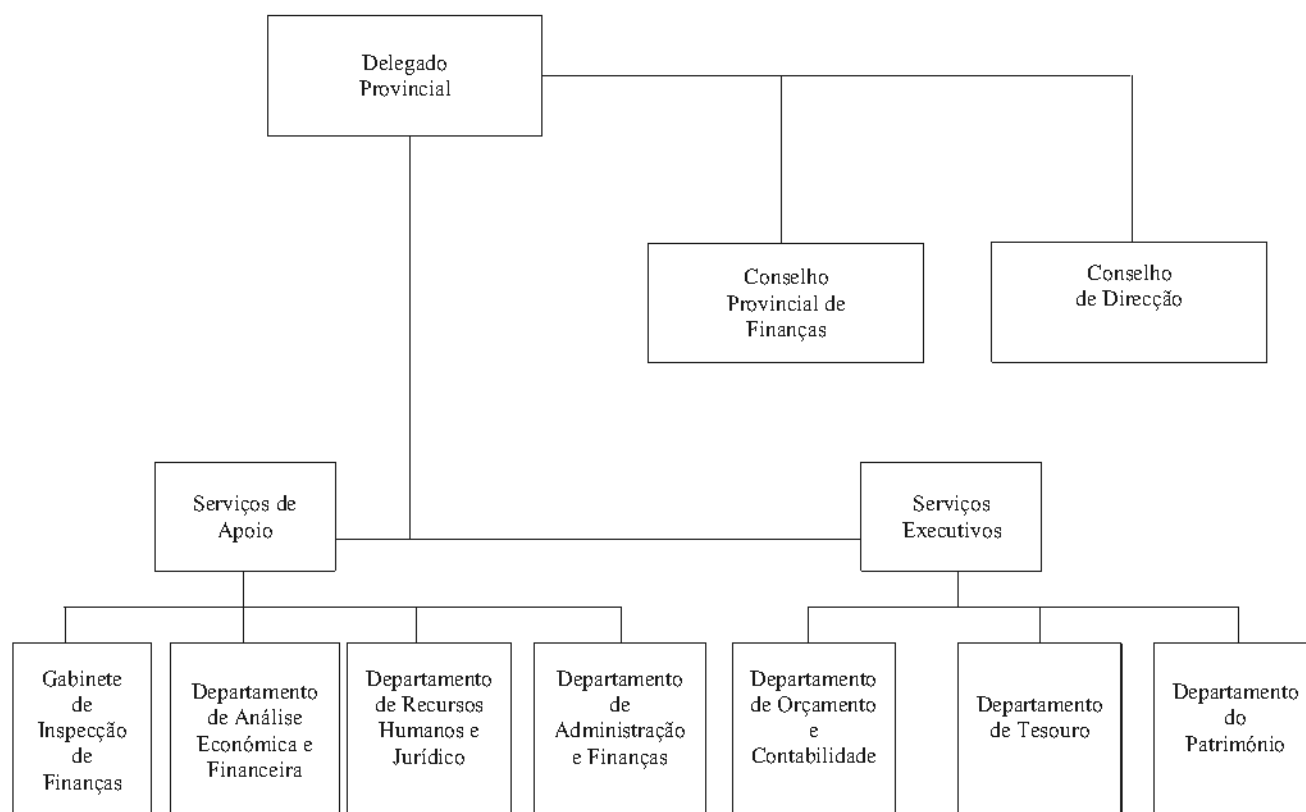 Delegado
Provincial
Conselho
Provincial de
Finanças
Conselho
de Direcção
Serviços de
Apoio
Serviços
Executivos
Gabinete
de
Inspecção
de
Finanças
Departamento
de Análise
Económica e
Financeira
Departamento
de Recursos
Humanos e
Jurídico
Departamento
de
Administração
e Finanças
Departamento
de Orçamento
e
Contabilidade
Departamento
de Tesouro
Departamento
do
Património